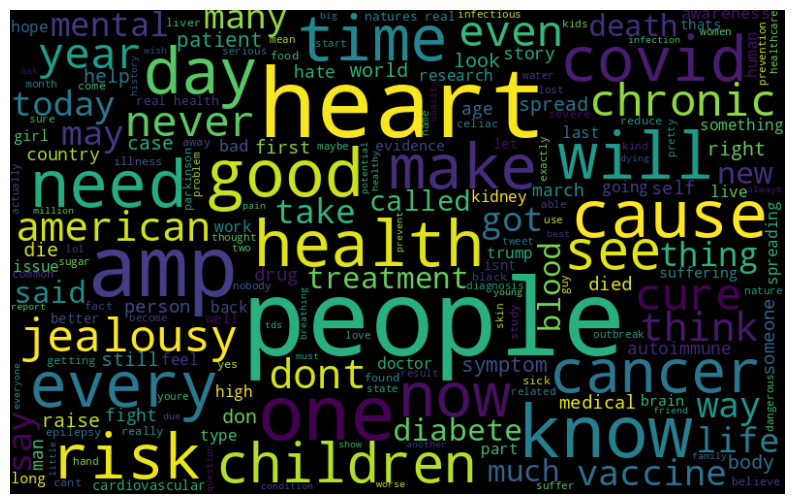 hope mental many time even death thats awareness
liver big natures real infectious kids women
year patient day mean start food hate world look story research human prevention healthcare
ask wish serious help covid infection
month come history today real health never heart age spread water lost severe chronic
sure girl may case bad first maybe evidence celiac reduce something
country away illness parkinson problem good pain potential healthy obesity name let make exactly will last pretty right
actually need take called kidney march kind dying going self new live always
million american work thought two prevent health got able use cause
die lol issue sugar amp drug treatment trump isnt tweet best see thing suffering spreading
common said person back black diagnosis blood guy died cure nature
report fact better become nobody well tds breathing people skin young study outbreak think
jealousy still feel love doctor symptom autoimmune someone
everyone getting yes must found state result sick related cancer dangerous
every youre high dont one now medical brain way
say man raise fight due don type diabete part friend know life
epilepsy really little another show question suffer family body believe
long hand cant risk condition children worse much vaccine
cardiovascular